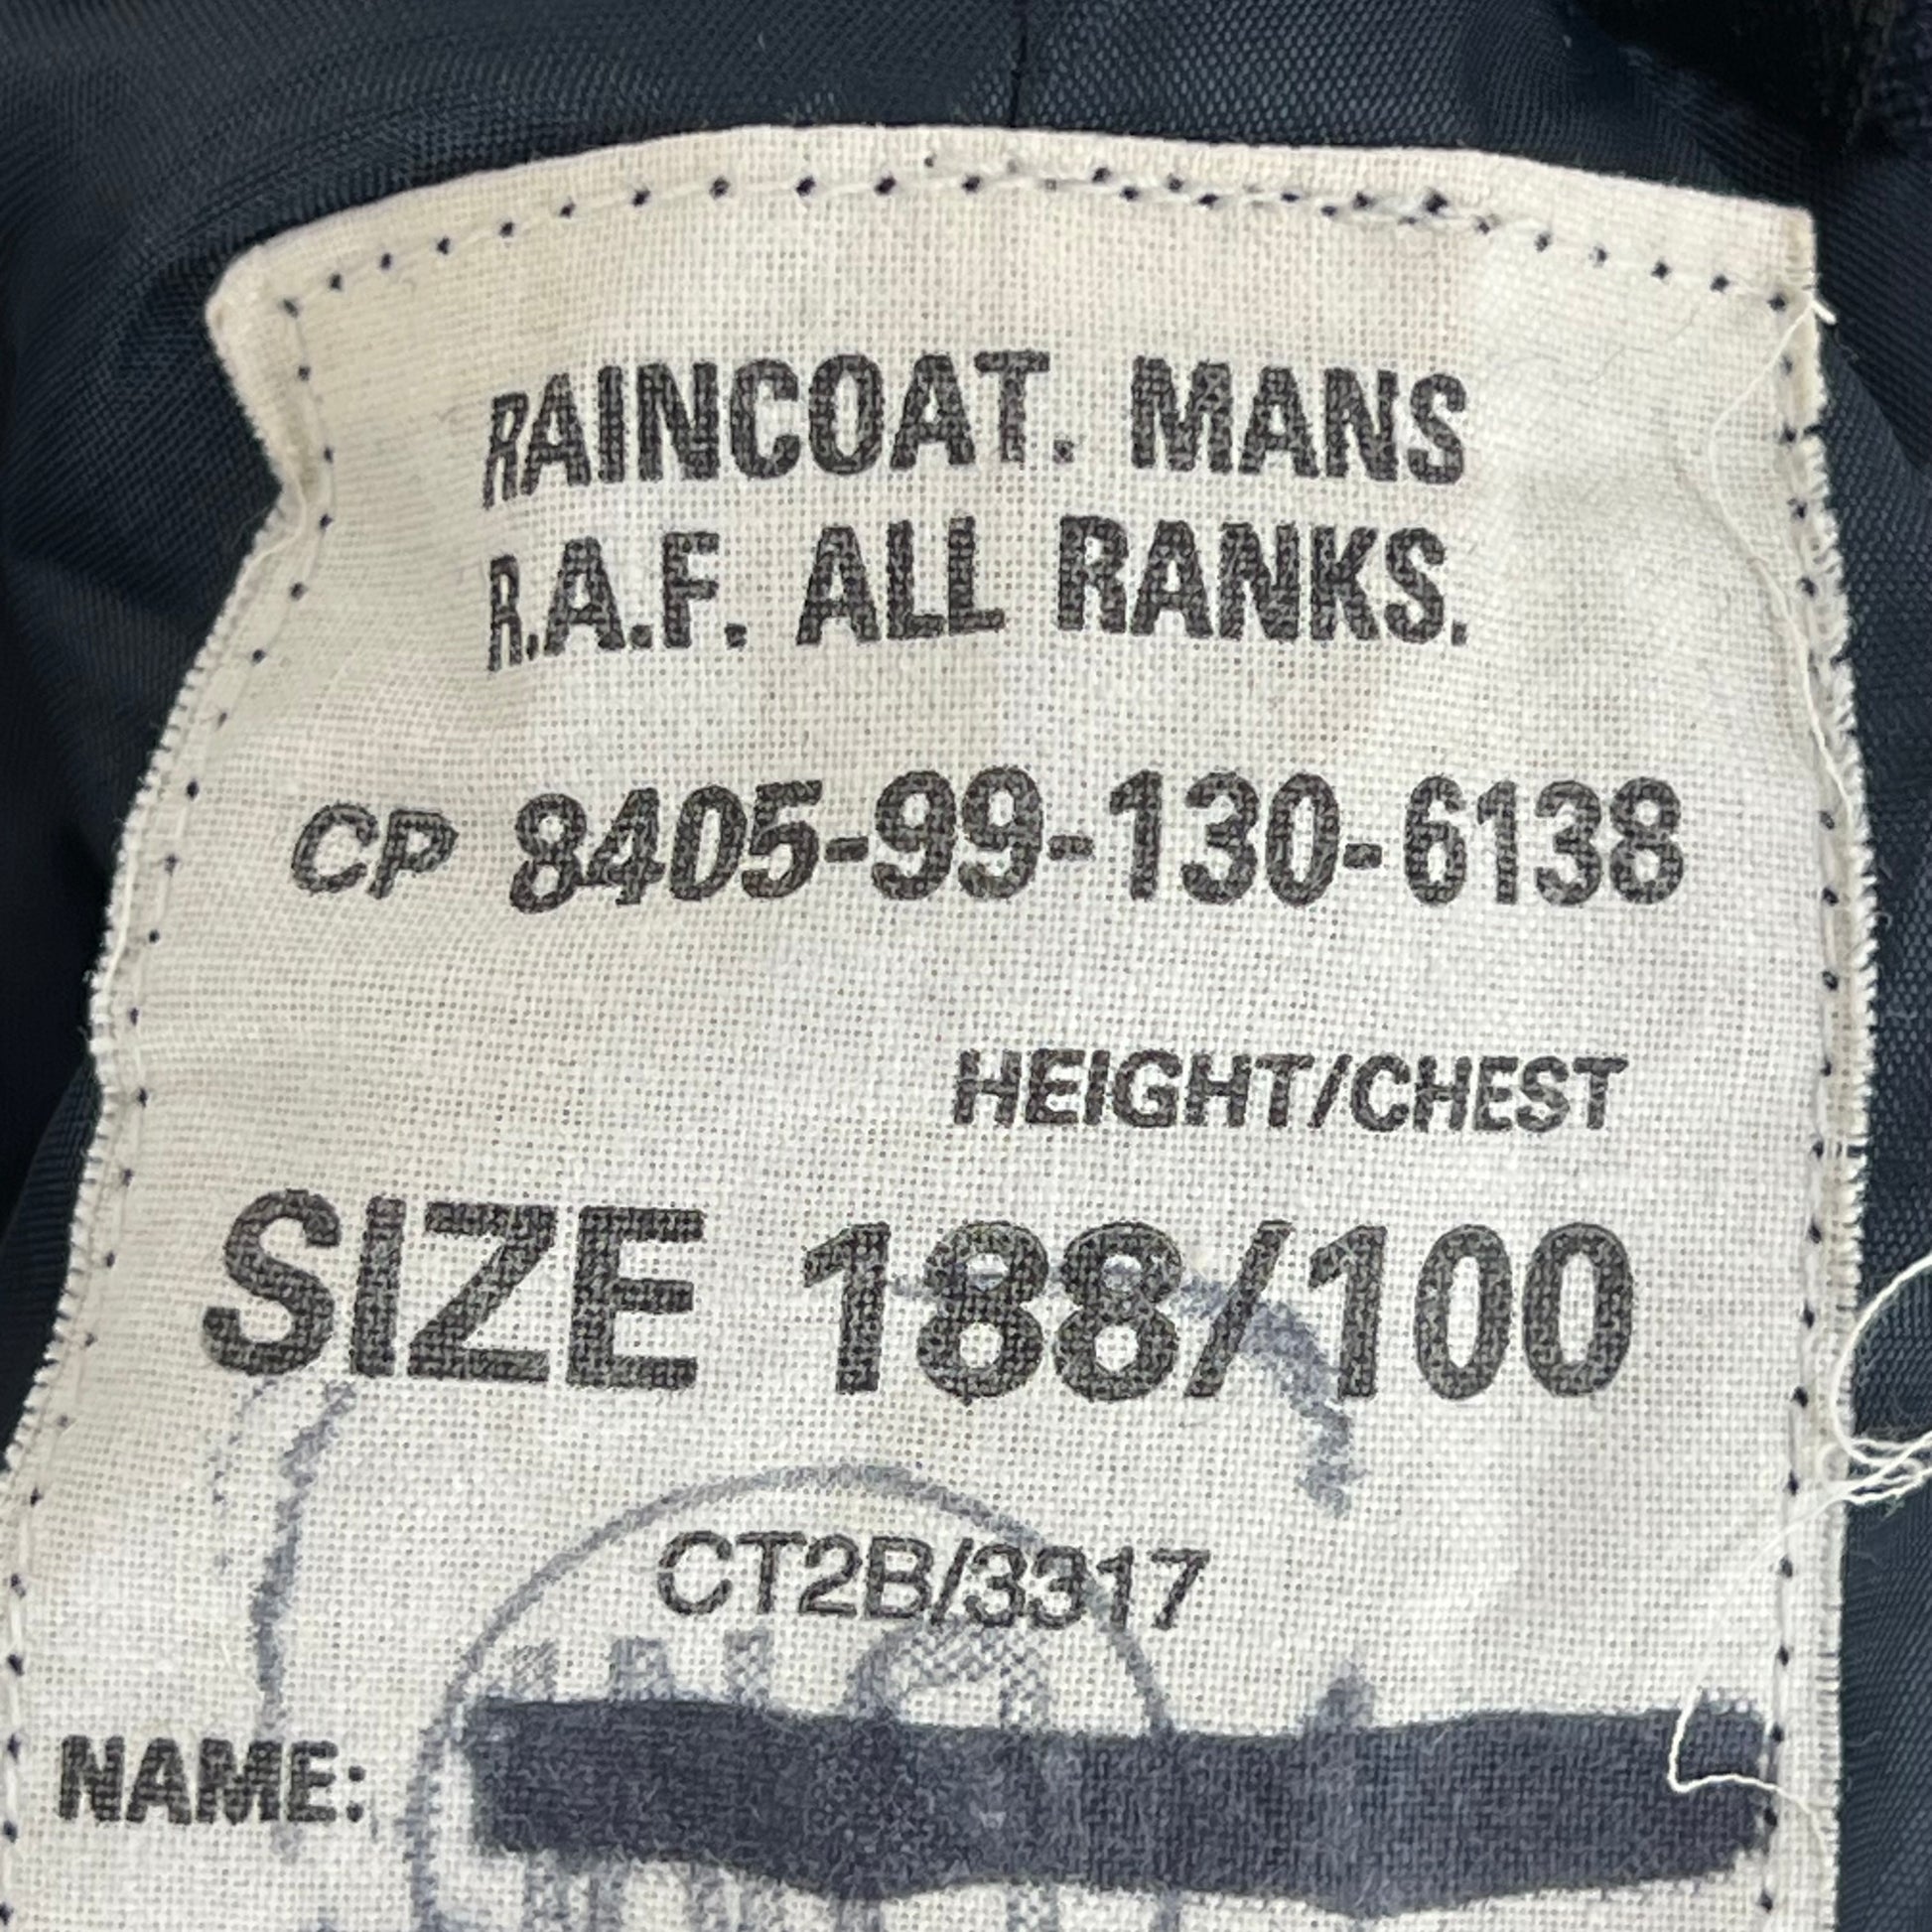 RAINCOAT. MANS
R.A.F. ALL RANKS.
CP 8405-99-130-6138
HEIGHT/CHEST
SIZE 188/100
CT2B/3317
NAME: